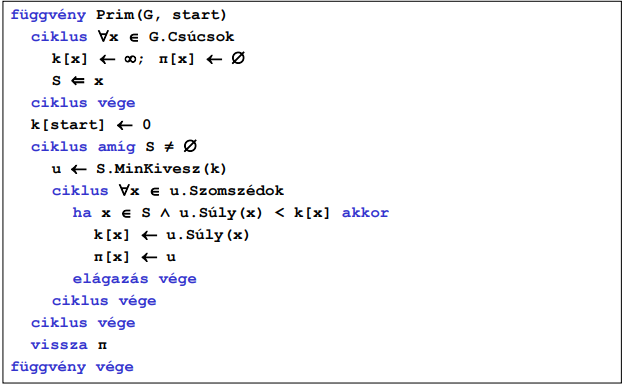 függvény Prim(G, start)
ciklus ∀x ∈ G.Csúcsok
k[x] ← ∞; π[x] ← ∅
S ⇐ x
ciklus vége
k[start] ← 0
ciklus amíg S ≠ ∅
u ← S.MinKivesz(k)
ciklus ∀x ∈ u.Szomszédok
ha x ∈ S ∧ u.Súly(x) < k[x] akkor
k[x] ← u.Súly(x)
π[x] ← u
elágazás vége
ciklus vége
ciklus vége
vissza π
függvény vége